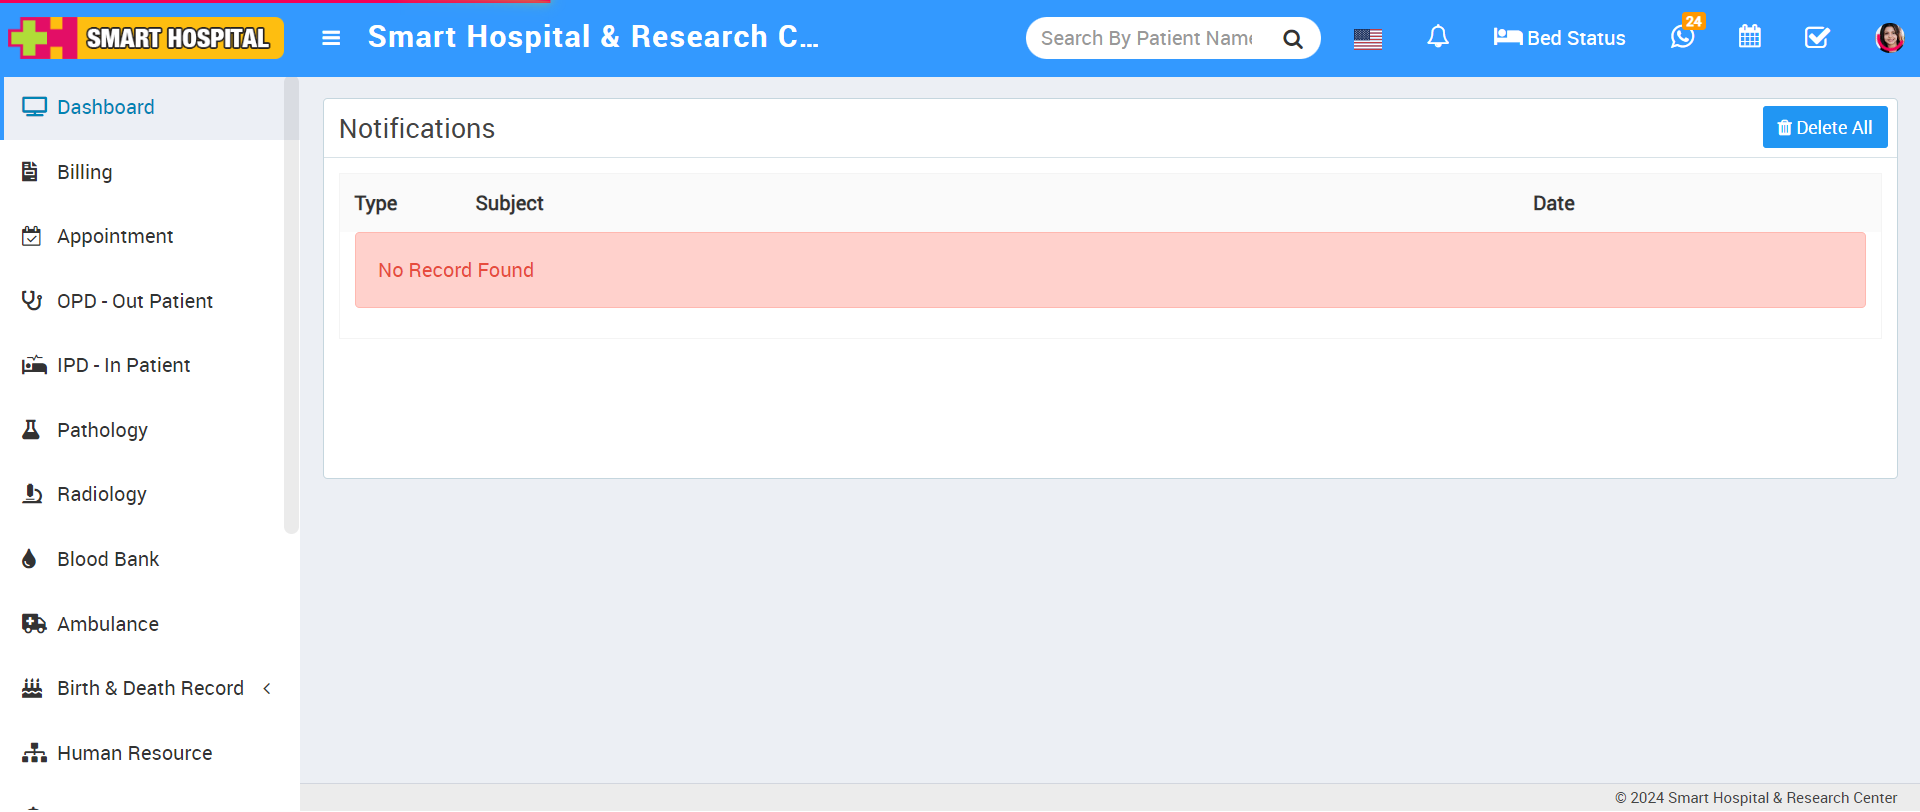 SMART HOSPITAL
Smart Hospital & Research C...
Search By Patient Name
Bed Status
24
Dashboard
Billing
Appointment
OPD - Out Patient
IPD - In Patient
Pathology
Radiology
Blood Bank
Ambulance
Birth & Death Record
Human Resource
Notifications
Delete All
Type Subject Date
No Record Found
© 2024 Smart Hospital & Research Center